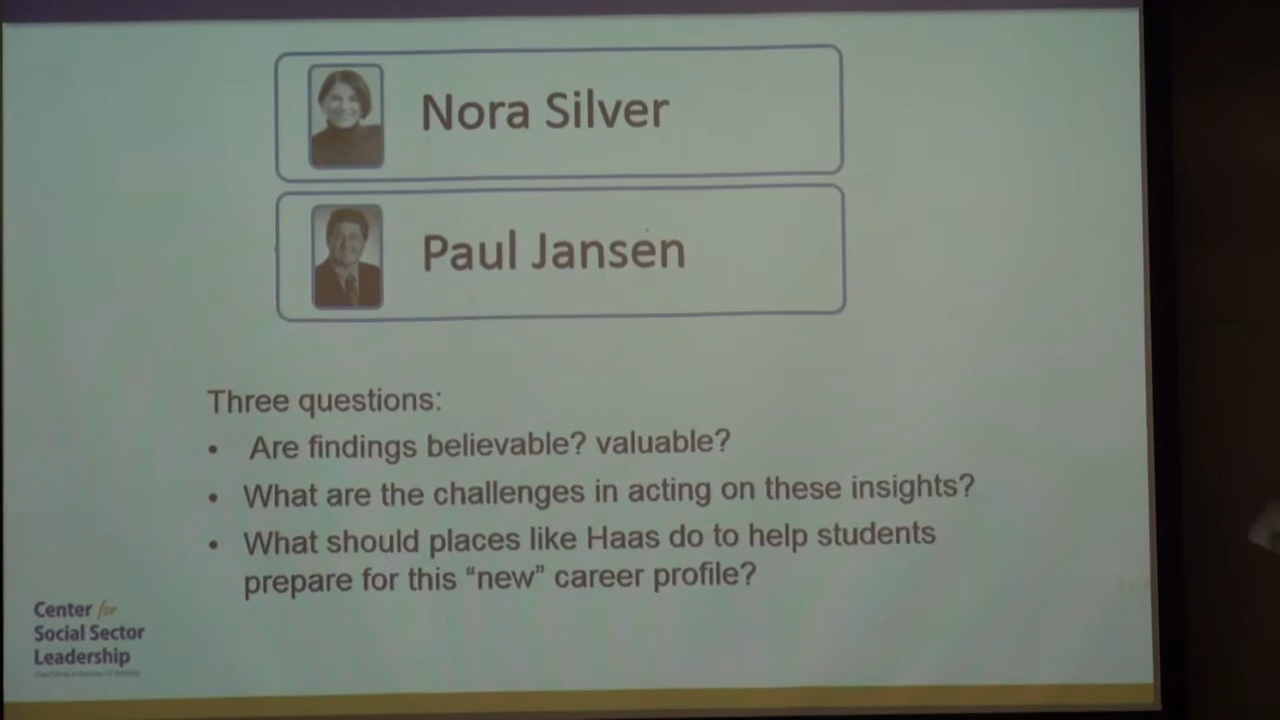 Nora Silver
Paul Jansen
Three questions:
• Are findings believable? valuable?
• What are the challenges in acting on these insights?
• What should places like Haas do to help students
prepare for this “new” career profile?
Center for
Social Sector
Leadership